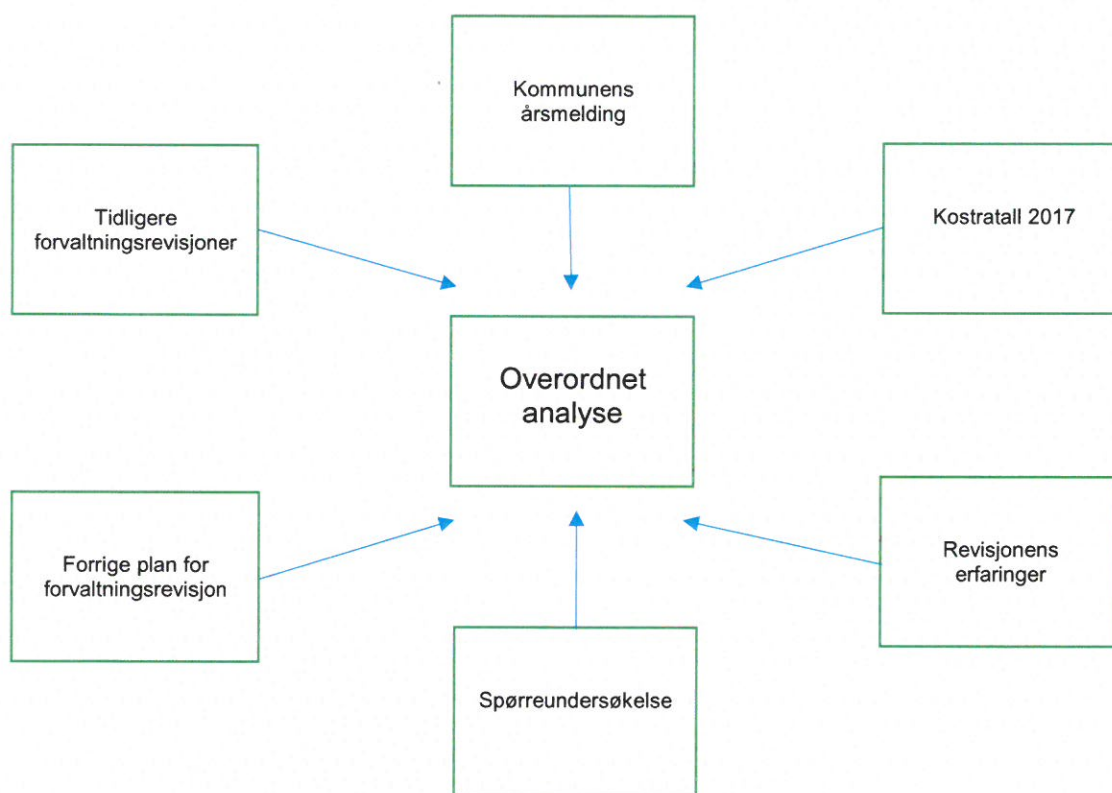 Kommunens
årsmelding
Tidligere
forvaltningsrevisjoner
Kostratall 2017
Overordnet
analyse
Forrige plan for
forvaltningsrevisjon
Revisjonens
erfaringer
Spørreundersøkelse